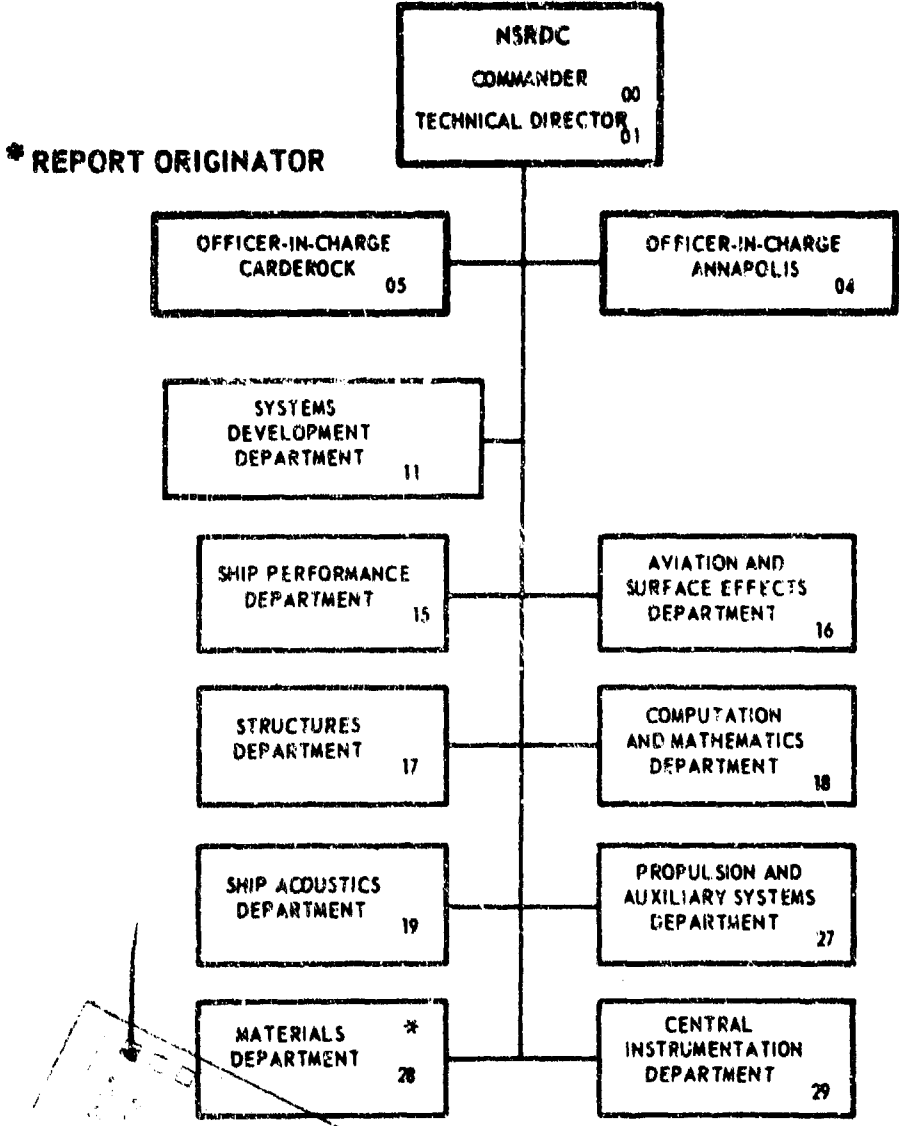 NSRDC
COMMANDER
00
TECHNICAL DIRECTOR
01
* REPORT ORIGINATOR
OFFICER-IN-CHARGE
CARDEROCK
05
OFFICER-IN-CHARGE
ANNAPOLIS
04
SYSTEMS
DEVELOPMENT
DEPARTMENT
11
SHIP PERFORMANCE
DEPARTMENT
15
AVIATION AND
SURFACE EFFECTS
DEPARTMENT
16
STRUCTURES
DEPARTMENT
17
COMPUTATION
AND MATHEMATICS
DEPARTMENT
18
SHIP ACOUSTICS
DEPARTMENT
19
PROPULSION AND
AUXILIARY SYSTEMS
DEPARTMENT
27
MATERIALS *
DEPARTMENT
28
CENTRAL
INSTRUMENTATION
DEPARTMENT
29